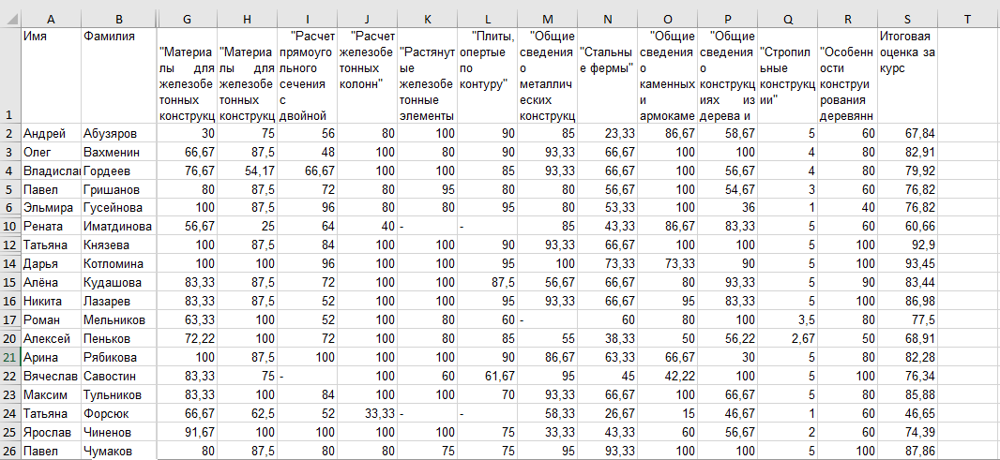 A B G H I J K L M N O P Q R S T
1 Имя Фамилия "Материалы для железобетонных конструкц "Материалы для железобетонных конструкц "Расчет прямоугольного сечения с двойной "Расчет железобетонных колонн" "Растянутые железобетонные элементы "Плиты, опертые по контуру" "Общие сведения о металлических конструкц "Стальные фермы" "Общие сведения о каменных и армокаме "Общие сведения о конструкциях из дерева и "Стропильные конструкции" "Особенности конструирования деревянн Итоговая оценка за курс
2 Андрей Абузяров 30 75 56 80 100 90 85 23,33 86,67 58,67 5 60 67,84
3 Олег Вахменин 66,67 87,5 48 100 80 90 93,33 66,67 100 100 4 80 82,91
4 Владисла Гордеев 76,67 54,17 66,67 100 100 85 93,33 66,67 100 56,67 4 80 79,92
5 Павел Гришанов 80 87,5 72 80 95 80 80 56,67 100 54,67 3 60 76,82
6 Эльмира Гусейнова 100 87,5 96 80 80 95 80 53,33 100 36 1 40 76,82
10 Рената Иматдинова 56,67 25 64 40 - - 85 43,33 86,67 83,33 5 60 60,66
12 Татьяна Князева 100 87,5 84 100 100 90 93,33 66,67 100 100 5 100 92,9
14 Дарья Котломина 100 100 96 100 100 95 100 73,33 73,33 90 5 100 93,45
15 Алёна Кудашова 83,33 87,5 72 100 100 87,5 56,67 66,67 80 93,33 5 90 83,44
16 Никита Лазарев 83,33 87,5 52 100 100 95 93,33 66,67 95 83,33 5 100 86,98
17 Роман Мельников 63,33 100 52 100 80 60 - 60 80 100 3,5 80 77,5
20 Алексей Пеньков 72,22 100 72 100 80 85 55 38,33 50 56,22 2,67 50 68,91
21 Арина Рябикова 100 87,5 100 100 100 90 86,67 63,33 66,67 30 5 80 82,28
22 Вячеслав Савостин 83,33 75 - 100 60 61,67 95 45 42,22 100 5 100 76,34
23 Максим Тульников 83,33 100 84 100 100 70 93,33 66,67 100 66,67 5 80 85,88
24 Татьяна Форсюк 66,67 62,5 52 33,33 - - 58,33 26,67 15 46,67 1 60 46,65
25 Ярослав Чиненов 91,67 100 100 100 100 75 33,33 43,33 60 56,67 2 60 74,39
26 Павел Чумаков 80 87,5 80 80 75 75 95 93,33 100 100 5 100 87,86